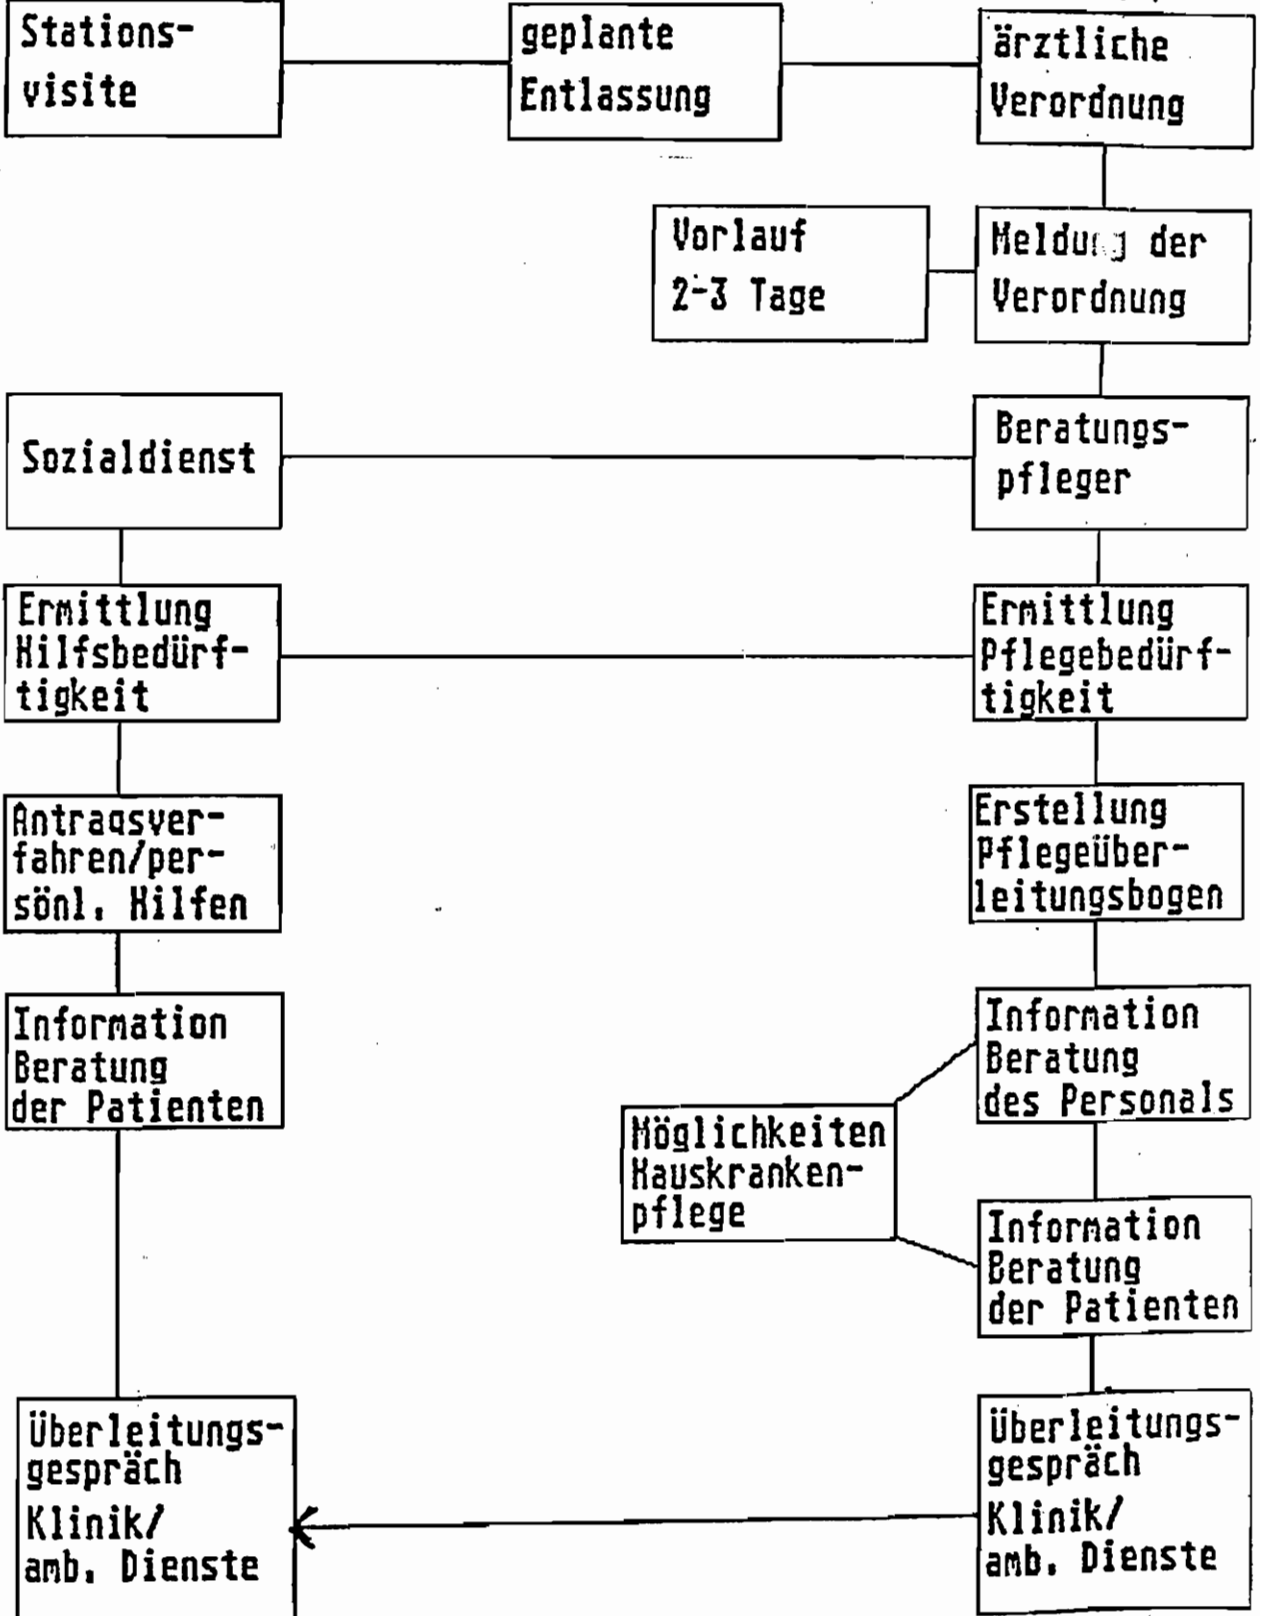 Stations-
visite
geplante
Entlassung
ärztliche
Verordnung
Vorlauf
2-3 Tage
Meldung der
Verordnung
Sozialdienst
Beratungs-
pfleger
Ermittlung
Hilfsbedürf-
tigkeit
Ermittlung
Pflegebedürf-
tigkeit
Antragsver-
fahren/per-
sönl. Hilfen
Erstellung
Pflegeüber-
leitungsbogen
Information
Beratung
der Patienten
Information
Beratung
des Personals
Möglichkeiten
Hauskranken-
pflege
Information
Beratung
der Patienten
Überleitungs-
gespräch
Klinik/
amb. Dienste
Überleitungs-
gespräch
Klinik/
amb. Dienste